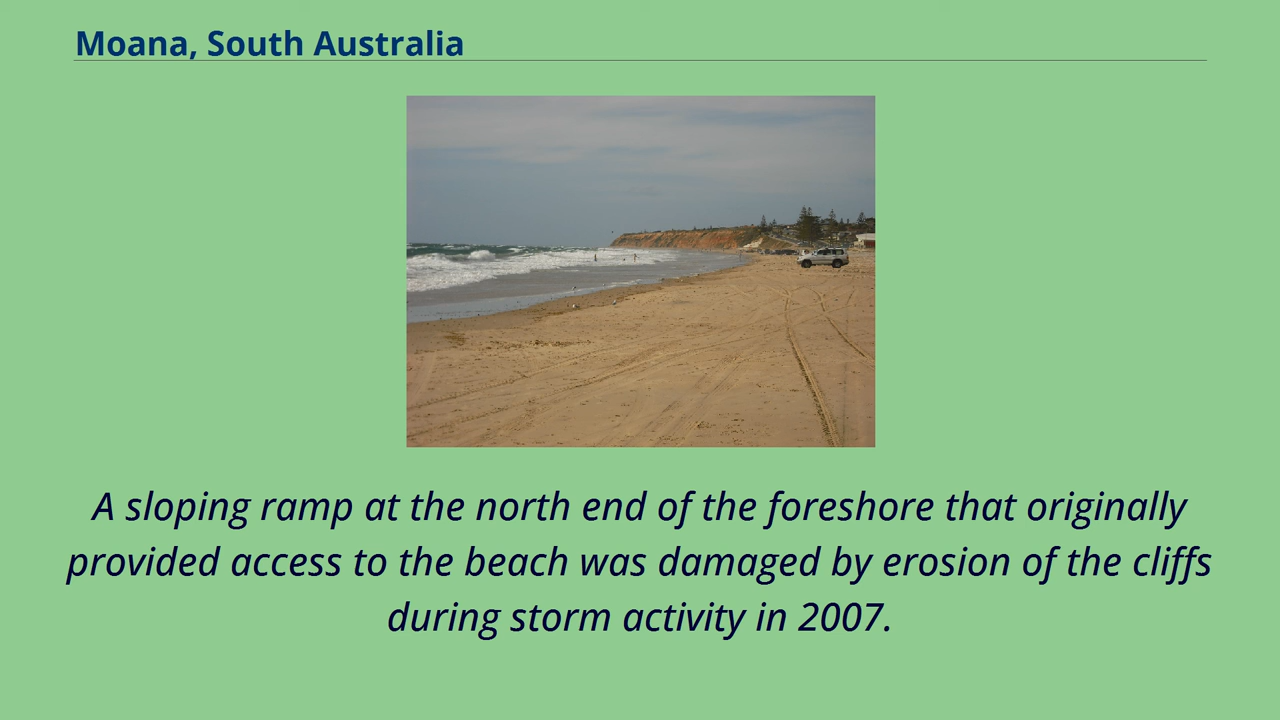 Moana, South Australia
A sloping ramp at the north end of the foreshore that originally
provided access to the beach was damaged by erosion of the cliffs
during storm activity in 2007.